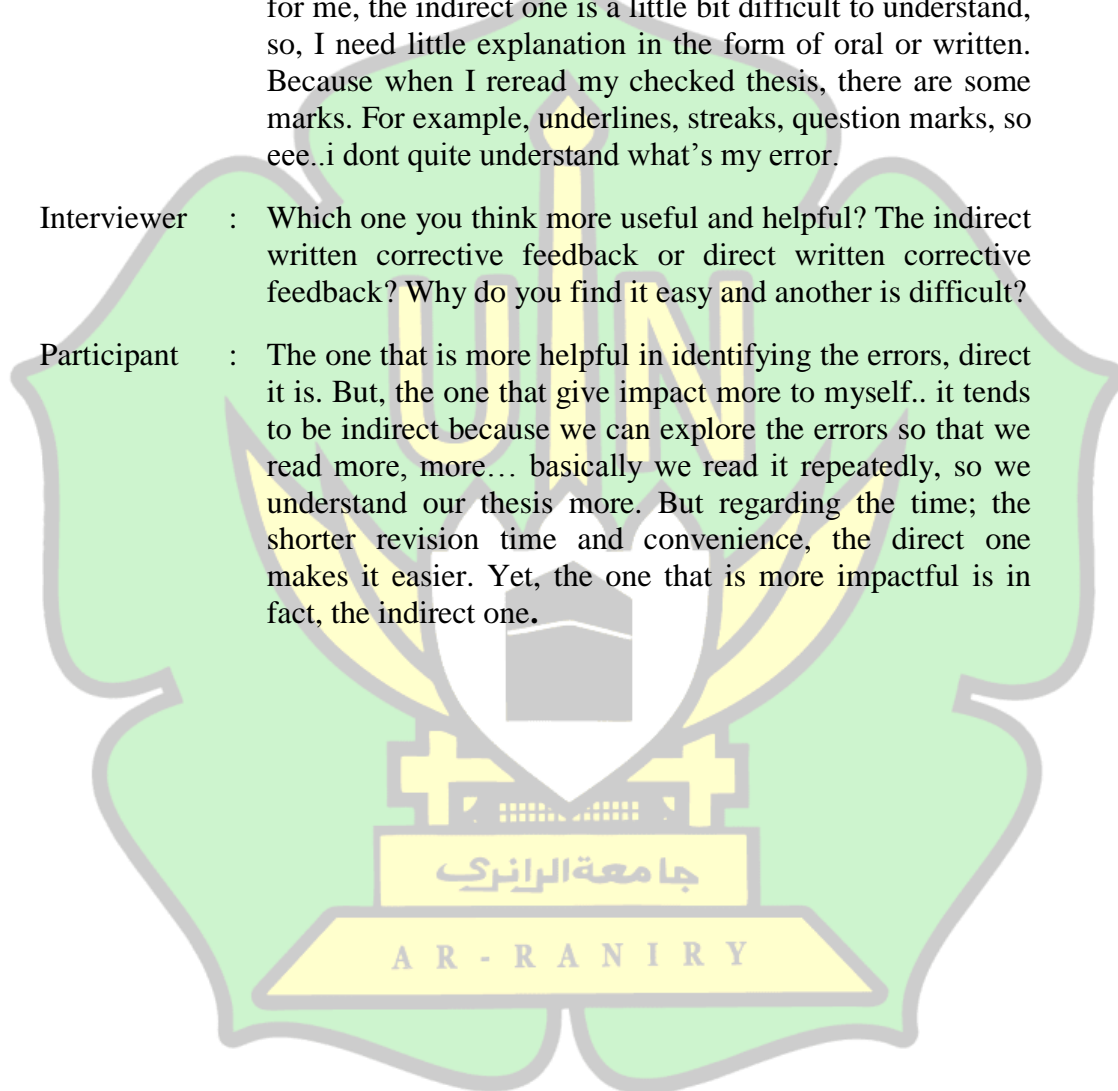 for me, the indirect one is a little bit difficult to understand,
so, I need little explanation in the form of oral or written.
Because when I reread my checked thesis, there are some
marks. For example, underlines, streaks, question marks, so
eee..i dont quite understand what's my error.
Interviewer : Which one you think more useful and helpful? The indirect
written corrective feedback or direct written corrective
feedback? Why do you find it easy and another is difficult?
Participant : The one that is more helpful in identifying the errors, direct
it is. But, the one that give impact more to myself.. it tends
to be indirect because we can explore the errors so that we
read more, more… basically we read it repeatedly, so we
understand our thesis more. But regarding the time; the
shorter revision time and convenience, the direct one
makes it easier. Yet, the one that is more impactful is in
fact, the indirect one.
UIN
جامعة الرانري
AR-RANIRY